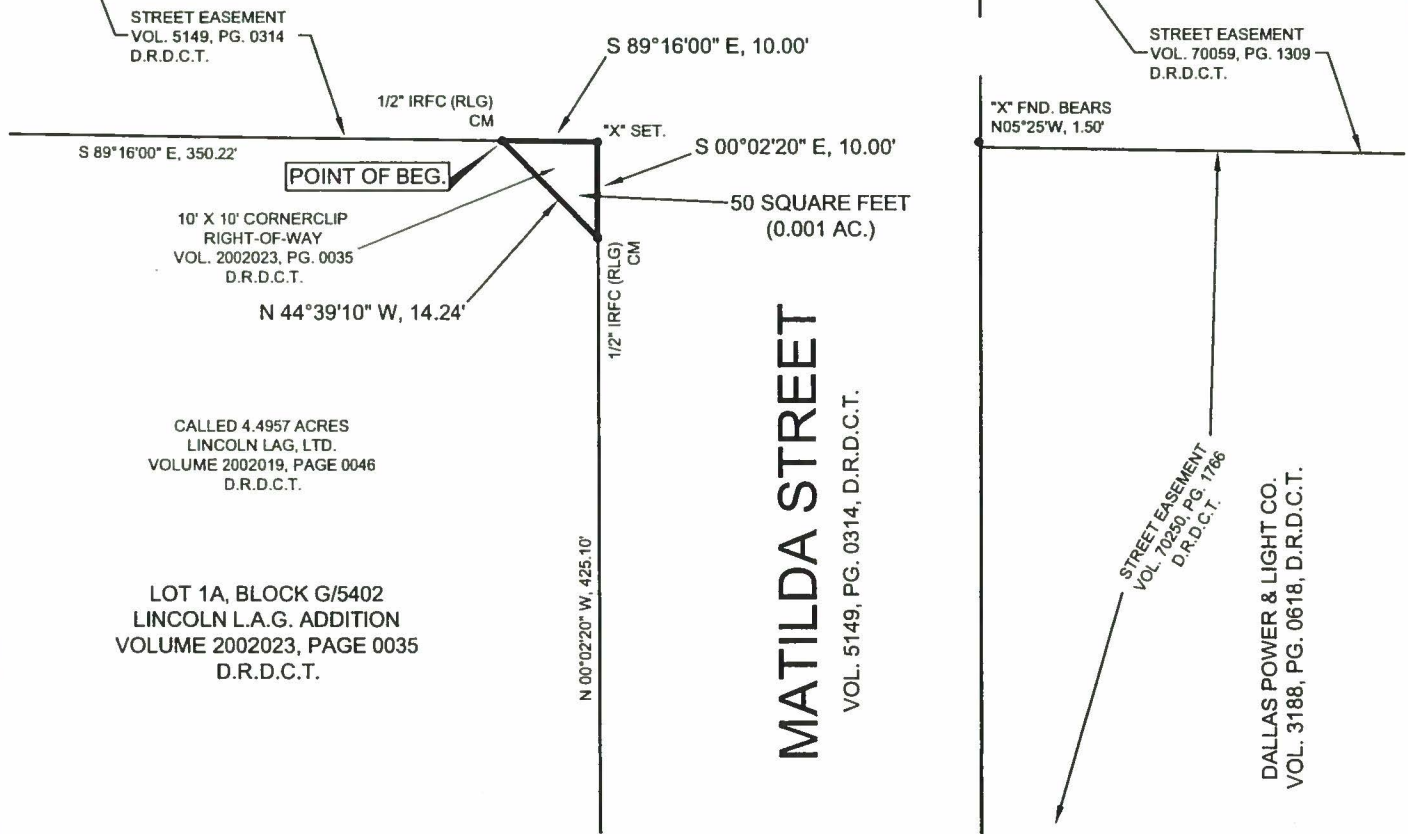 STREET EASEMENT
VOL. 5149, PG. 0314
D.R.D.C.T.
S 89°16'00" E, 10.00'
STREET EASEMENT
VOL. 70059, PG. 1309
D.R.D.C.T.
1/2" IRFC (RLG)
CM
"X" SET.
"X" FND. BEARS
N05°25'W, 1.50'
S 89°16'00" E, 350.22'
S 00°02'20" E, 10.00'
POINT OF BEG.
50 SQUARE FEET
(0.001 AC.)
10' X 10' CORNERCLIP
RIGHT-OF-WAY
VOL. 2002023, PG. 0035
D.R.D.C.T.
1/2" IRFC (RLG)
CM
N 44°39'10" W, 14.24'
CALLED 4.4957 ACRES
LINCOLN LAG, LTD.
VOLUME 2002019, PAGE 0046
D.R.D.C.T.
LOT 1A, BLOCK G/5402
LINCOLN L.A.G. ADDITION
VOLUME 2002023, PAGE 0035
D.R.D.C.T.
N 00°02'20" W, 425.10'
MATILDA STREET
VOL. 5149, PG. 0314, D.R.D.C.T.
STREET EASEMENT
VOL. 70250, PG. 1766
D.R.D.C.T.
DALLAS POWER & LIGHT CO.
VOL. 3188, PG. 0618, D.R.D.C.T.